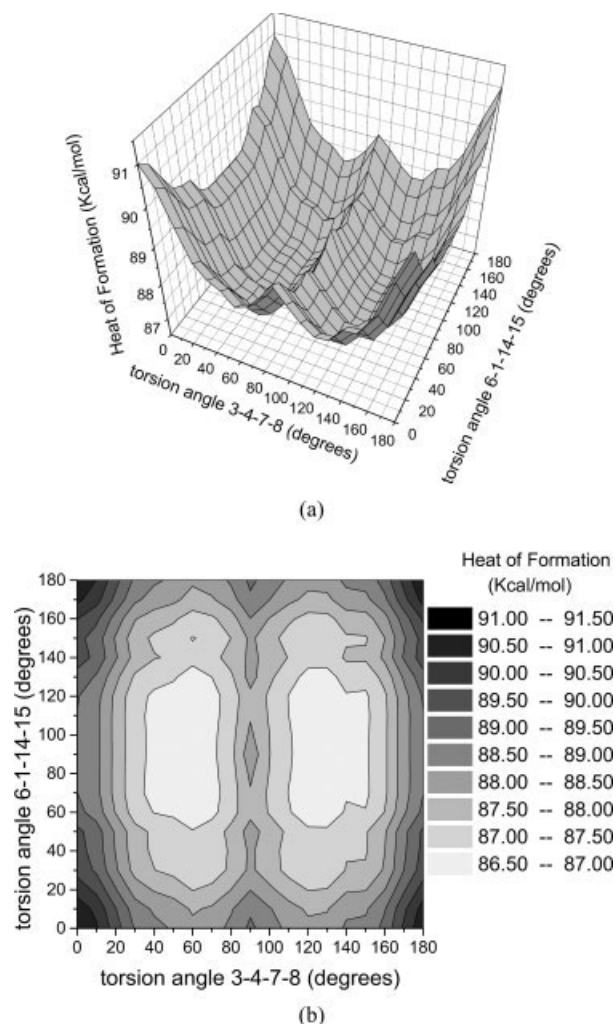 Heat of Formation (Kcal/mol)
91
90
89
88
87
0
20
40
60
80
100
120
140
160
180
torsion angle 3-4-7-8 (degrees)
0
20
40
60
80
100
120
140
160
180
torsion angle 6-1-14-15 (degrees)
(a)
Heat of Formation
(Kcal/mol)
91.00 -- 91.50
90.50 -- 91.00
90.00 -- 90.50
89.50 -- 90.00
89.00 -- 89.50
88.50 -- 89.00
88.00 -- 88.50
87.50 -- 88.00
87.00 -- 87.50
86.50 -- 87.00
torsion angle 6-1-14-15 (degrees)
180
160
140
120
100
80
60
40
20
0
0 20 40 60 80 100 120 140 160 180
torsion angle 3-4-7-8 (degrees)
(b)